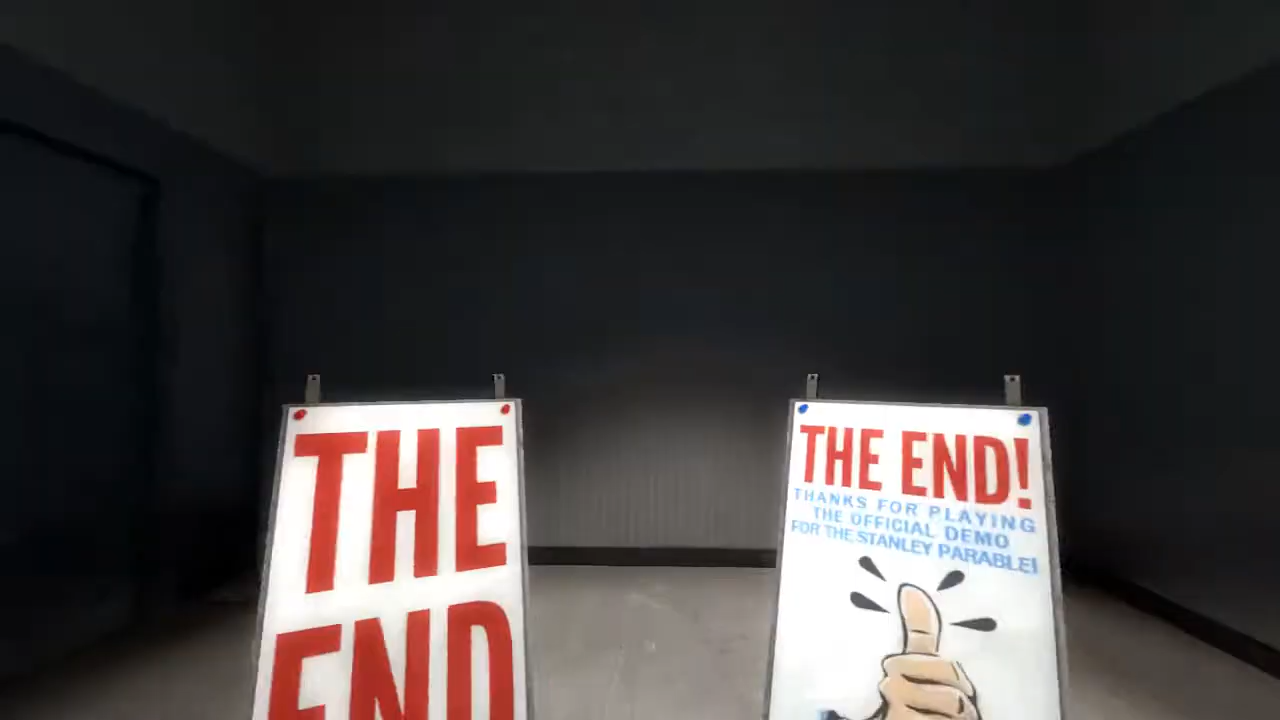 THE
END
THE END!
THANKS FOR PLAYING
THE OFFICIAL DEMO
FOR THE STANLEY PARABLE!